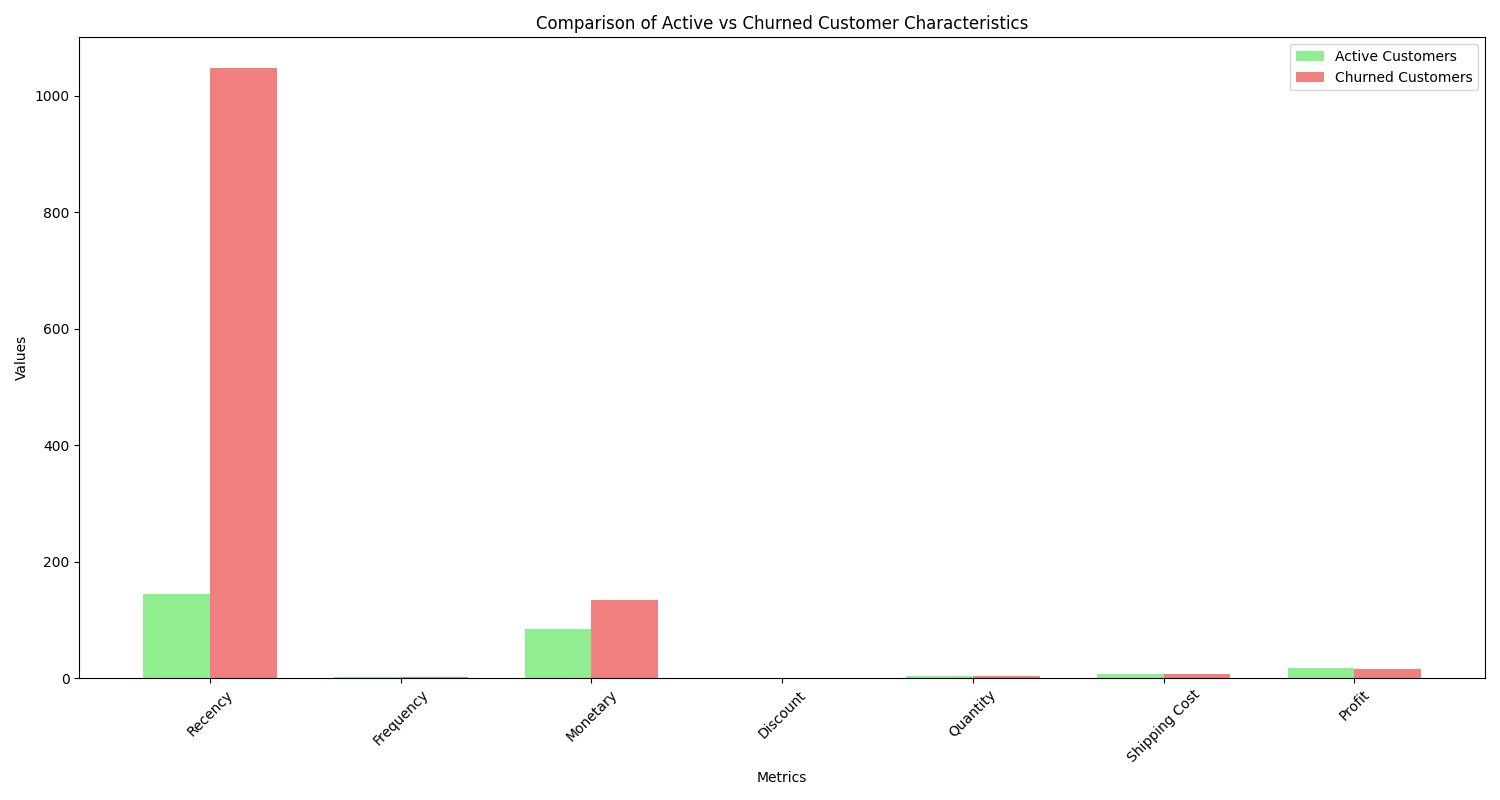 Comparison of Active vs Churned Customer Characteristics
Active Customers
Churned Customers
Values
1000
800
600
400
200
0
Recency
Frequency
Monetary
Discount
Quantity
Shipping Cost
Profit
Metrics